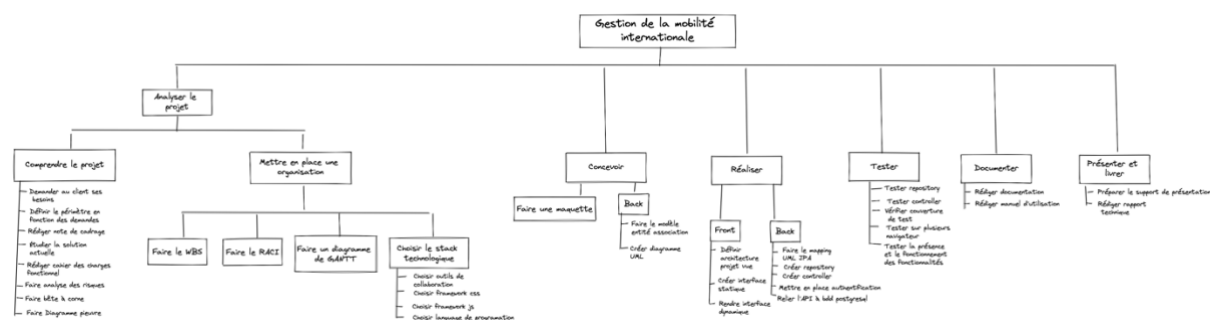 Gestion de la mobilité
internationale
Analyser le
projet
Comprendre le projet
Demander au client ses
besoins
Définir le périmètre en
fonction des demandes
Rédiger note de cadrage
étudier la solution
actuelle
Rédiger cahier des charges
fonctionnel
Faire analyse des risques
Faire bête à corne
Faire Diagramme pieuvre
Mettre en place une
organisation
Faire le WBS
Faire le RACI
Faire un diagramme
de GANTT
Choisir le stack
technologique
Choisir outils de
collaboration
Choisir framework css
Choisir framework js
Choisir language de programation
Concevoir
Faire une maquette
Back
Faire le modèle
entité association
Créer diagramme
UML
Réaliser
Front
Définir
architecture
projet vue
Créer interface
statique
Rendre interface
dynamique
Back
Faire le mapping
UML JPA
Créer repository
Créer controller
Mettre en place authentification
Relier l'API à bdd postgresql
Tester
Tester repository
Tester controller
Vérifier couverture
de test
Tester sur plusieurs
navigateur
Tester la présence
et le fonctionnement
des fonctionnalités
Documenter
Rédiger documentation
Rédiger manuel d'utilisation
Présenter et
livrer
Préparer le support de présentation
Rédiger rapport
technique